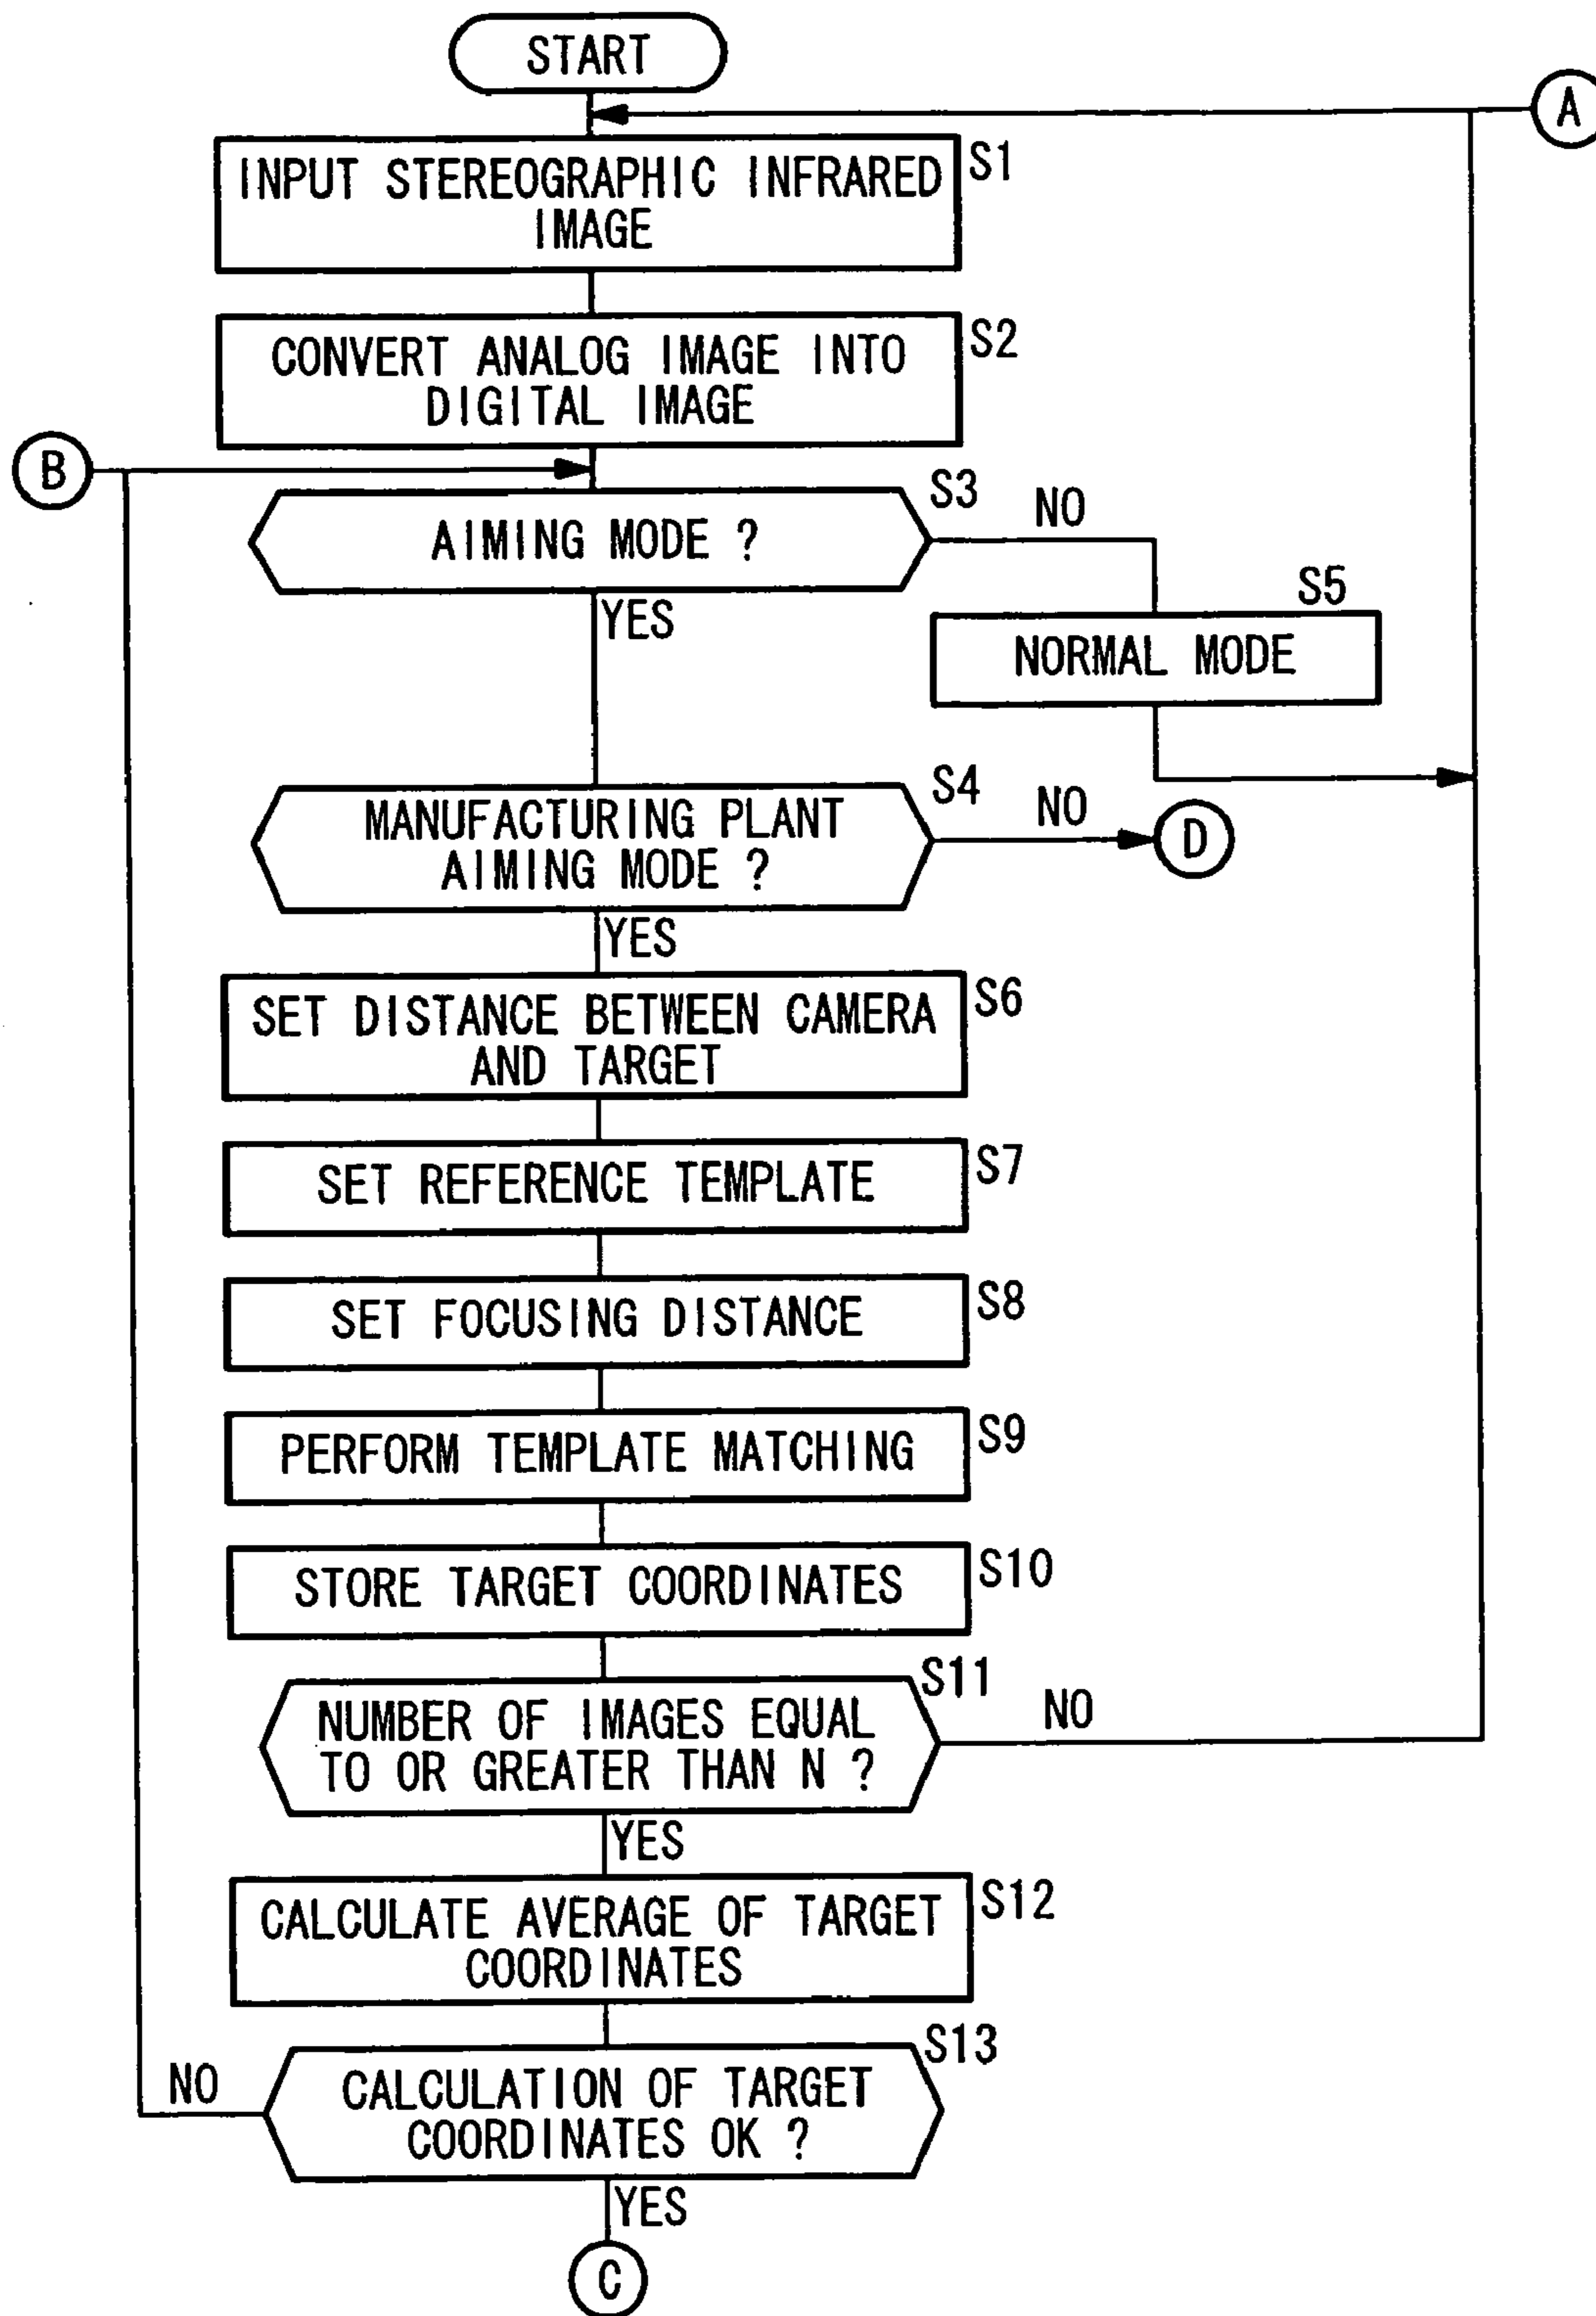 START
A
INPUT STEREOGRAPHIC INFRARED
IMAGE
S1
CONVERT ANALOG IMAGE INTO
DIGITAL IMAGE
S2
B
AIMING MODE ?
S3
NO
YES
S5
NORMAL MODE
MANUFACTURING PLANT
AIMING MODE ?
S4
NO
D
YES
SET DISTANCE BETWEEN CAMERA
AND TARGET
S6
SET REFERENCE TEMPLATE
S7
SET FOCUSING DISTANCE
S8
PERFORM TEMPLATE MATCHING
S9
STORE TARGET COORDINATES
S10
NUMBER OF IMAGES EQUAL
TO OR GREATER THAN N ?
S11
NO
YES
CALCULATE AVERAGE OF TARGET
COORDINATES
S12
CALCULATION OF TARGET
COORDINATES OK ?
S13
NO
YES
C